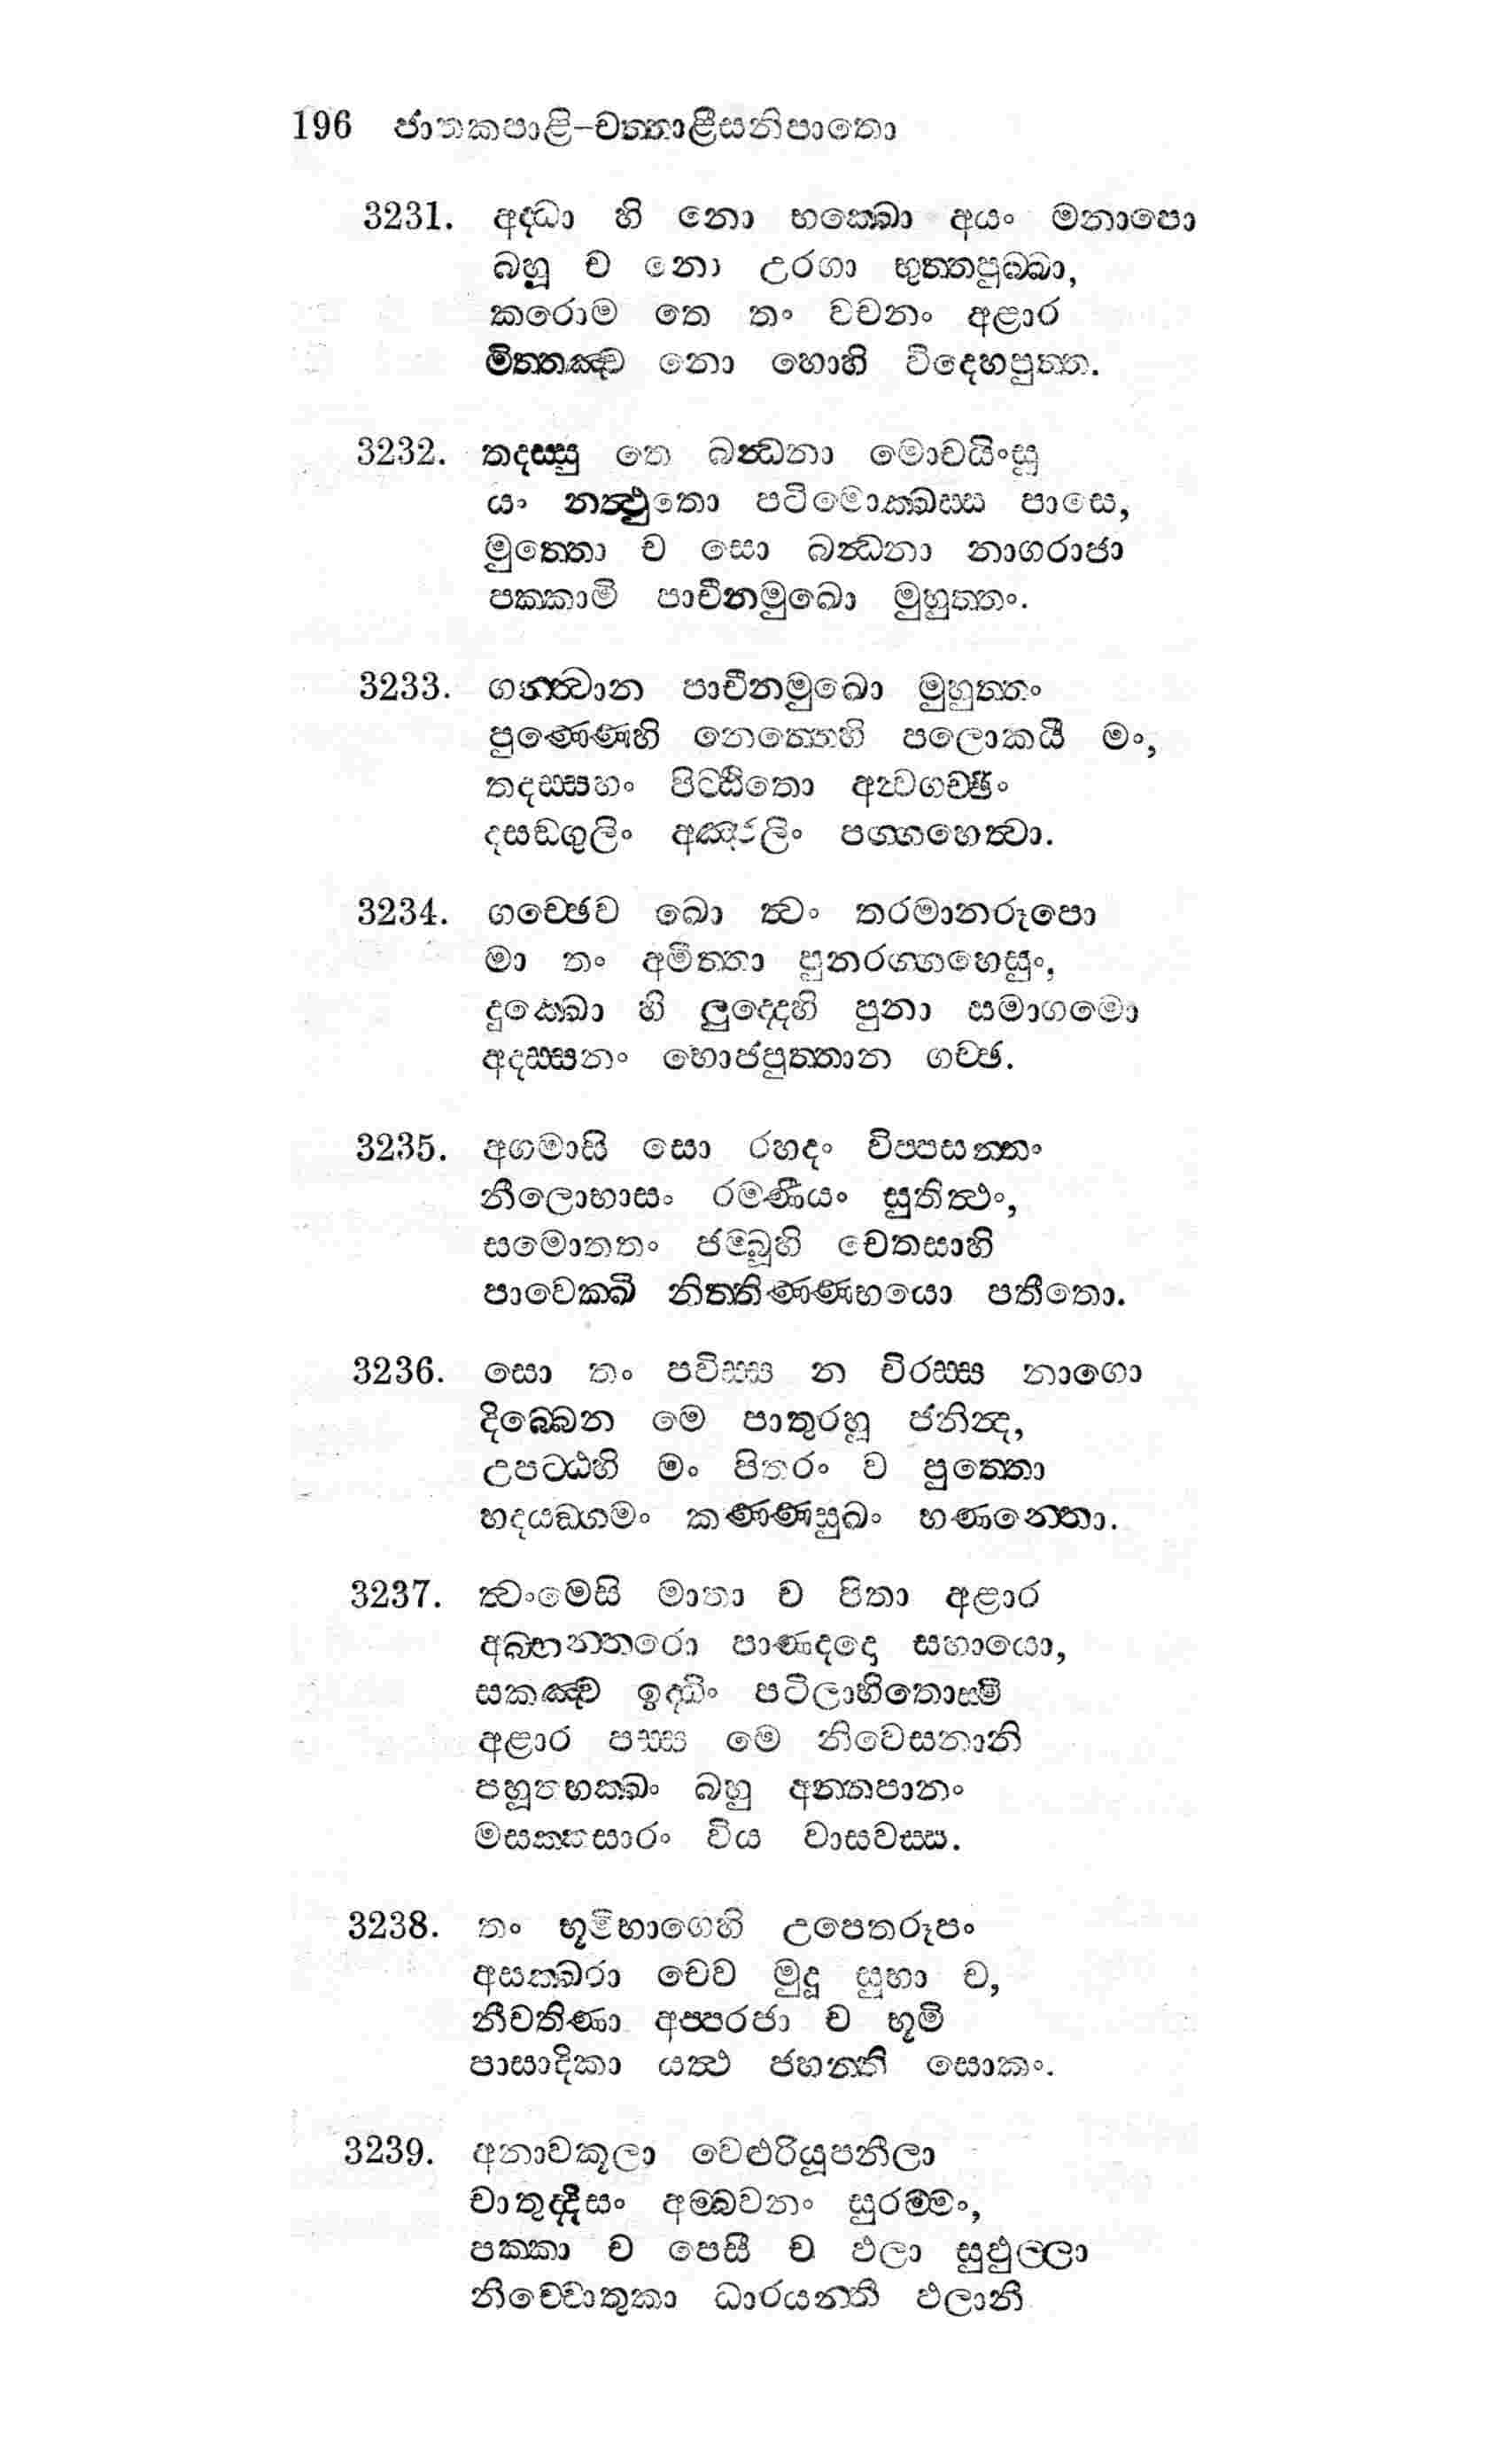 196 ජාතකපාළි-චත්තාළීසනිපාතො
3231. අද්ධා හි නො භක්ඛො අයං මනාපො
බහූ ච නො උරගා භුත්තපුබ්බා,
කරොම තෙ තං වචනං අළාර
මිත්තඤ්ච නො හොහි විදෙහපුත්ත.
3232. තදස්සු තෙ බන්ධනා මොචයිංසු
යං නත්ථුතො පටිමොක්ඛස්ස පාසෙ,
මුත්තො ච සො බන්ධනා නාගරාජා
පක්කාමි පාචීනමුඛො මුහුත්තං.
3233. ගන්ත්වාන පාචීනමුඛො මුහුත්තං
පුණ්ණෙහි නෙත්තෙහි පලොකයී මං,
තදස්සහං පිට්ඨිතො අන්වගච්ඡිං
දසඞ්ගුලිං අඤ්ජලිං පග්ගහෙත්වා.
3234. ගච්ඡෙව ඛො ත්වං තරමානරූපො
මා තං අමිත්තා පුනරග්ගහෙසුං,
දුක්ඛො හි ලුද්දෙහි පුනා සමාගමො
අදස්සනං භොජපුත්තාන ගච්ඡ.
3235. අගමාසි සො රහදං විප්පසන්නං
නීලොභාසං රමණීයං සුතිත්ථං,
සමොතතං ජම්බූහි චෙතසාහි
පාවෙක්ඛි නිත්තිණ්ණභයො පතීතො.
3236. සො තං පවිස්ස න චිරස්ස නාගො
දිබ්බෙන මෙ පාතුරහූ ජනින්ද,
උපට්ඨහි මං පිතරං ව පුත්තො
හදයඞ්ගමං කණ්ණසුඛං භණන්තො.
3237. ත්වංමෙසි මාතා ච පිතා අළාර
අබ්භන්තරො පාණදදො සහායො,
සකඤ්ච ඉද්ධිං පටිලාභිතොස්මි
අළාර පස්ස මෙ නිවෙසනානි
පහූතභක්ඛං බහු අන්නපානං
මසක්කසාරං විය වාසවස්ස.
3238. තං භූමිභාගෙහි උපෙතරූපං
අසක්ඛරා චෙව මුදූ සුභා ච,
නීචතිණා අප්පරජා ච භූමි
පාසාදිකා යත්ථ ජහන්ති සොකං.
3239. අනාවකූලා වෙළුරියූපනීලා
චාතුද්දීසං අම්බවනං සුරම්මං,
පක්කා ච පෙසී ච ඵලා සුඵුල්ලා
නිච්චොතුකා ධාරයන්තී ඵලානි